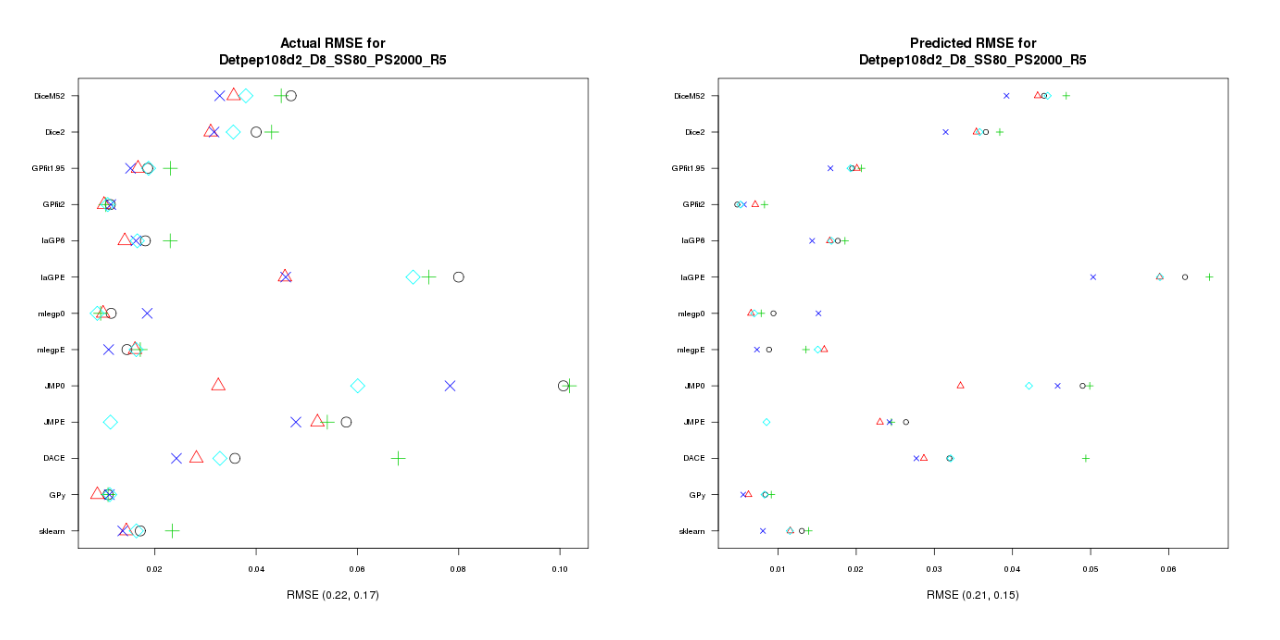 Actual RMSE for
Detpep108d2_D8_SS80_PS2000_R5
DiceM52
Dice2
GPfit1.95
GPfit2
laGP6
laGPE
mlegp0
mlegpE
JMP0
JMPE
DACE
GPy
sklearn
0.02 0.04 0.06 0.08 0.10
RMSE (0.22, 0.17)
Predicted RMSE for
Detpep108d2_D8_SS80_PS2000_R5
DiceM52
Dice2
GPfit1.95
GPfit2
laGP6
laGPE
mlegp0
mlegpE
JMP0
JMPE
DACE
GPy
sklearn
0.01 0.02 0.03 0.04 0.05 0.06
RMSE (0.21, 0.15)